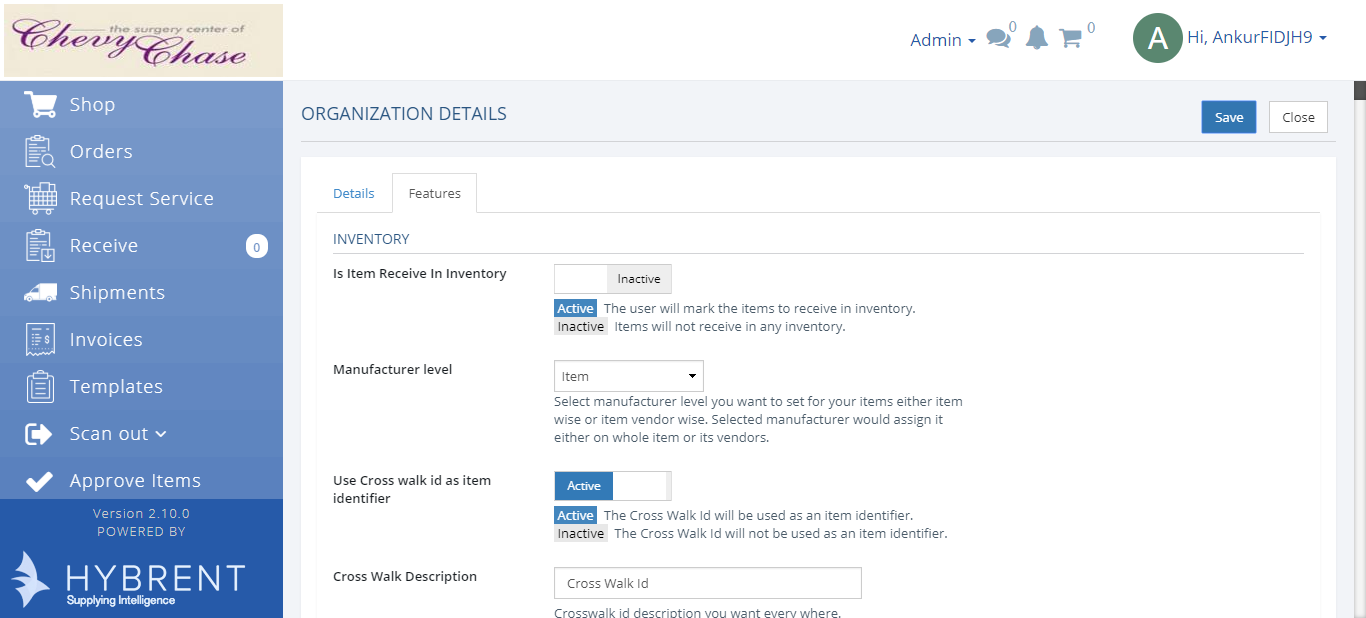 the surgery center of
Chevy Chase
Admin
0
0
A
Hi, AnkurFIDJH9
Shop
Orders
Request Service
Receive
0
Shipments
Invoices
Templates
Scan out
Approve Items
Version 2.10.0
POWERED BY
HYBRENT
Supplying Intelligence
ORGANIZATION DETAILS
Save
Close
Details
Features
INVENTORY
Is Item Receive In Inventory
Inactive
Active The user will mark the items to receive in inventory.
Inactive Items will not receive in any inventory.
Manufacturer level
Item
Select manufacturer level you want to set for your items either item
wise or item vendor wise. Selected manufacturer would assign it
either on whole item or its vendors.
Use Cross walk id as item
identifier
Active
Active The Cross Walk Id will be used as an item identifier.
Inactive The Cross Walk Id will not be used as an item identifier.
Cross Walk Description
Cross Walk Id
Crosswalk id description you want every where.